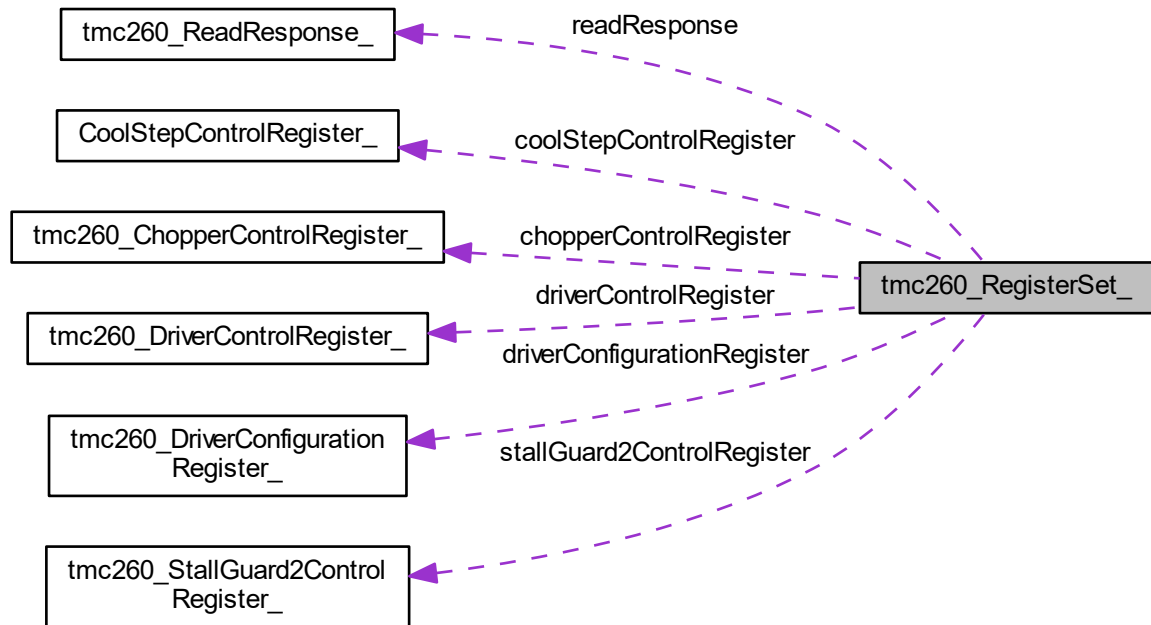 tmc260_ReadResponse_
readResponse
CoolStepControlRegister_
coolStepControlRegister
tmc260_ChopperControlRegister_
chopperControlRegister
tmc260_RegisterSet_
driverControlRegister
tmc260_DriverControlRegister_
driverConfigurationRegister
tmc260_DriverConfiguration
Register_
stallGuard2ControlRegister
tmc260_StallGuard2Control
Register_